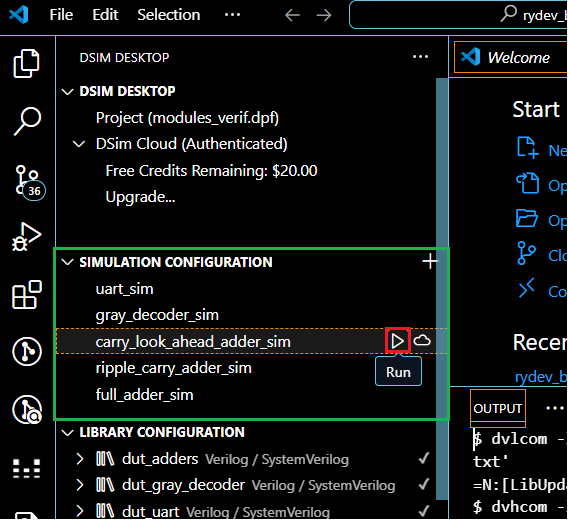 File Edit Selection ···
rydev_b
DSIM DESKTOP ···
Welcome
DSIM DESKTOP
Project (modules_verif.dpf)
DSim Cloud (Authenticated)
Free Credits Remaining: $20.00
Upgrade...
36
SIMULATION CONFIGURATION
uart_sim
gray_decoder_sim
carry_look_ahead_adder_sim
Run
ripple_carry_adder_sim
full_adder_sim
LIBRARY CONFIGURATION
dut_adders Verilog / SystemVerilog
dut_gray_decoder Verilog / SystemVerilog
dut_uart Verilog / SystemVerilog
Start
Ne
Op
Op
Clo
Co
Recen
rydev_b
OUTPUT ···
$ dvlcom -
txt'
=N:[LibUpda
$ dvhcom -